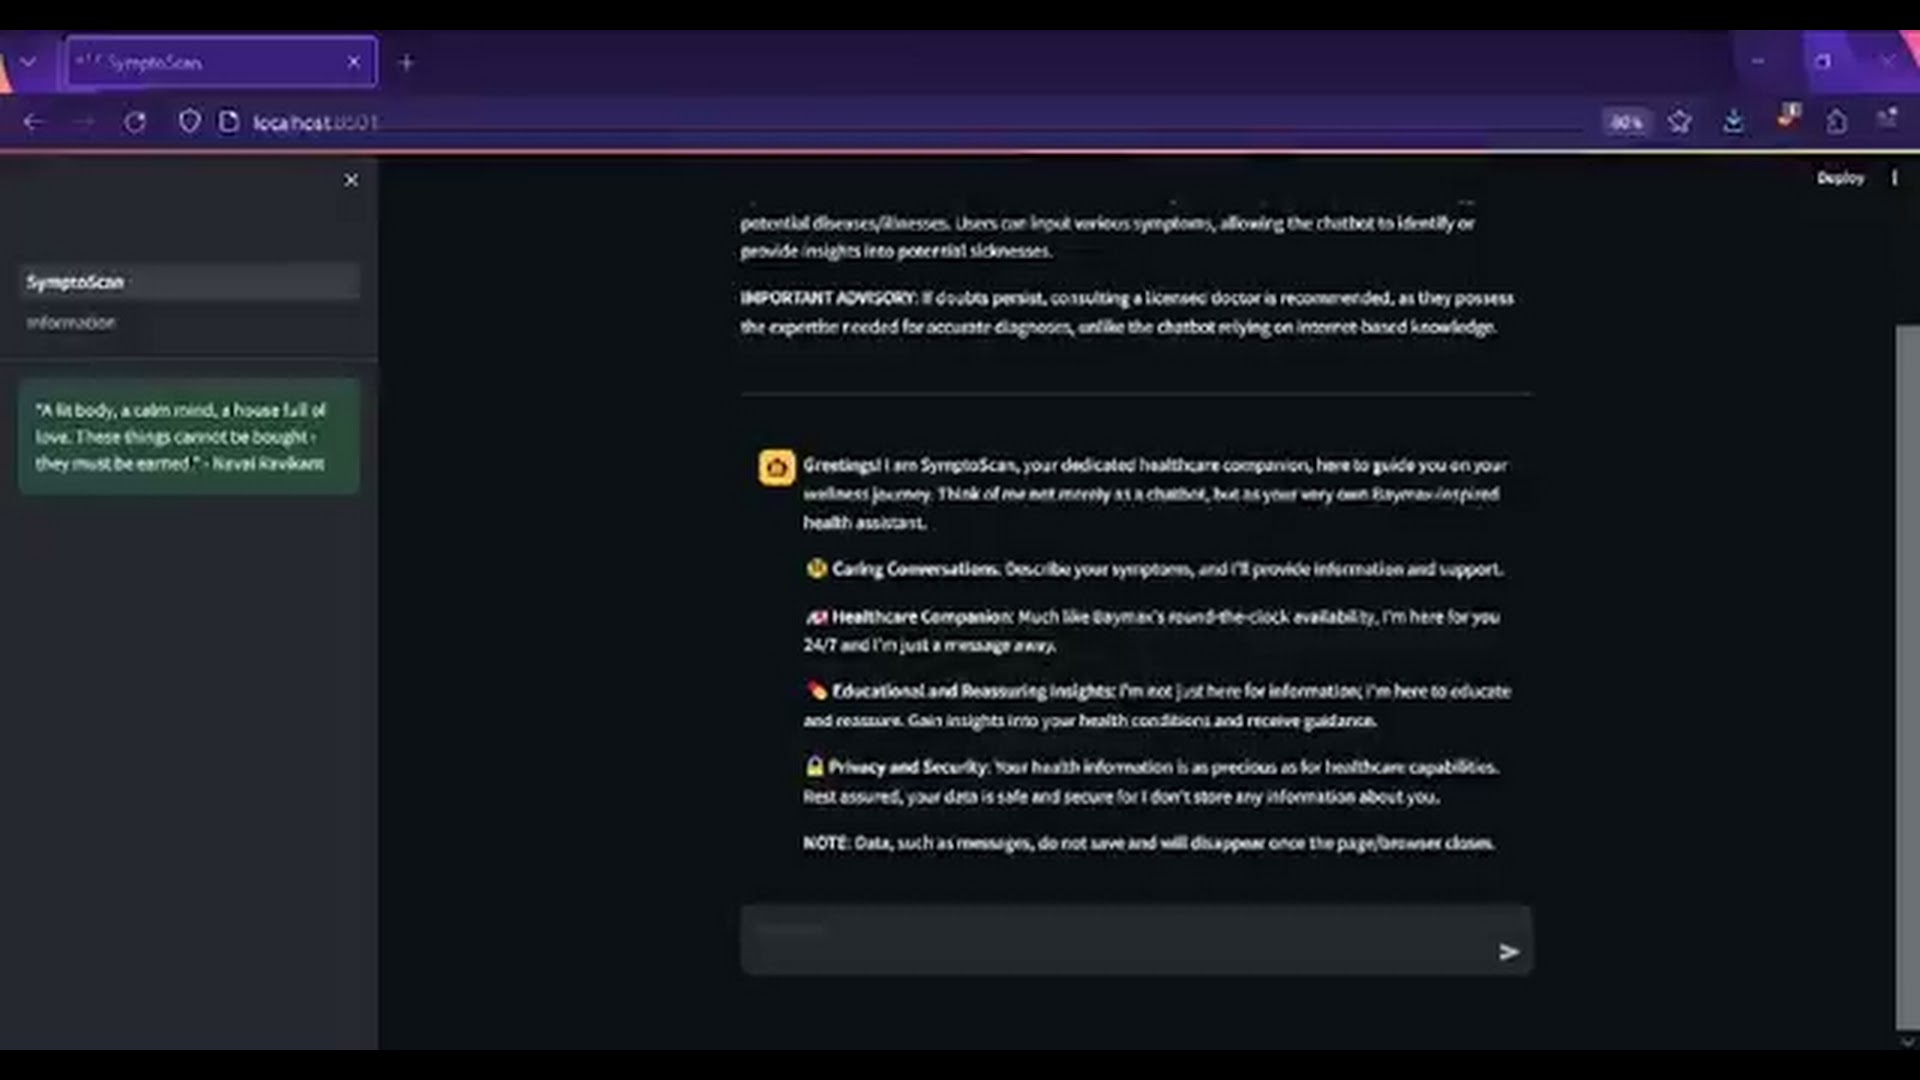 SymptoScan
localhost:8501
80%
Deploy
SymptoScan
Information
"A fit body, a calm mind, a house full of
love. These things cannot be bought -
they must be earned." - Naval Ravikant
potential diseases/illnesses. Users can input various symptoms, allowing the chatbot to identify or
provide insights into potential sicknesses.
IMPORTANT ADVISORY: If doubts persist, consulting a licensed doctor is recommended, as they possess
the expertise needed for accurate diagnoses, unlike the chatbot relying on internet-based knowledge.
Greetings! I am SymptoScan, your dedicated healthcare companion, here to guide you on your
wellness journey. Think of me not merely as a chatbot, but as your very own Baymax-inspired
health assistant.
Caring Conversations: Describe your symptoms, and I'll provide information and support.
Healthcare Companion: Much like Baymax's round-the-clock availability, I'm here for you
24/7 and I'm just a message away.
Educational and Reassuring Insights: I'm not just here for information; I'm here to educate
and reassure. Gain insights into your health conditions and receive guidance.
Privacy and Security: Your health information is as precious as for healthcare capabilities.
Rest assured, your data is safe and secure for I don't store any information about you.
NOTE: Data, such as messages, do not save and will disappear once the page/browser closes.